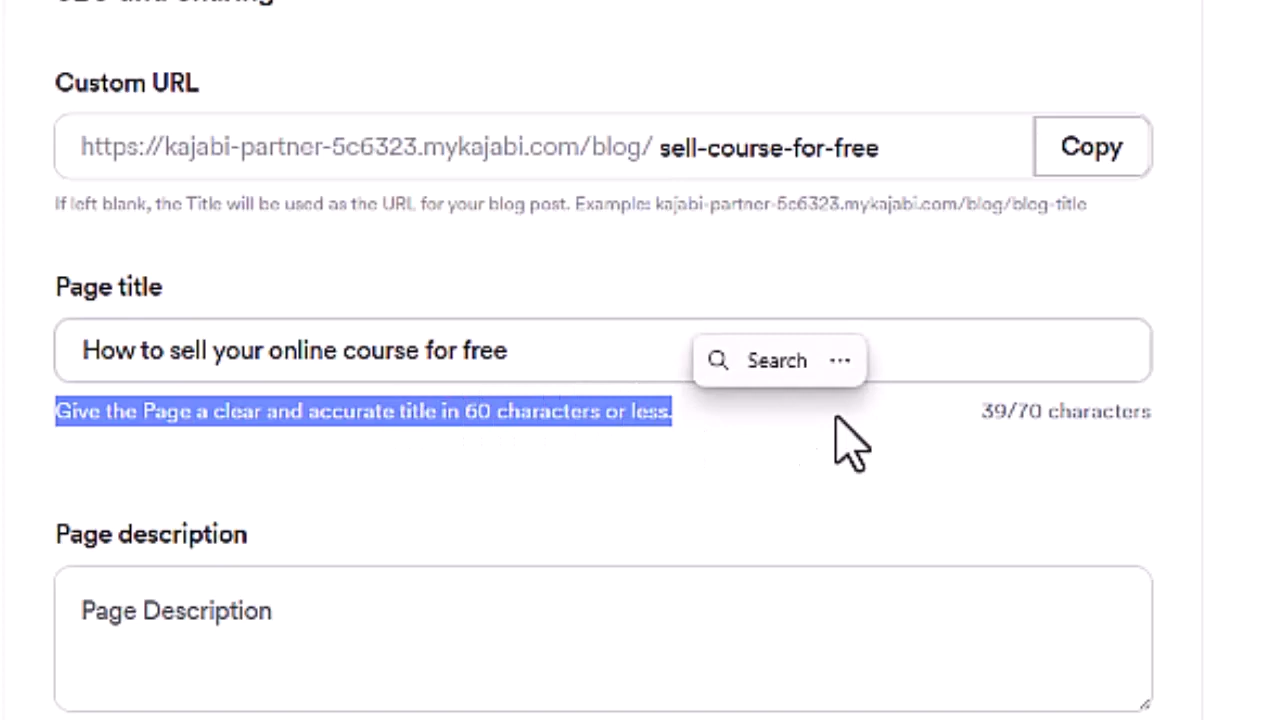 Custom URL
https://kajabi-partner-5c6323.mykajabi.com/blog/ sell-course-for-free
Copy
If left blank, the Title will be used as the URL for your blog post. Example: kajabi-partner-5c6323.mykajabi.com/blog/blog-title
Page title
How to sell your online course for free
Search ...
Give the Page a clear and accurate title in 60 characters or less.
39/70 characters
Page description
Page Description